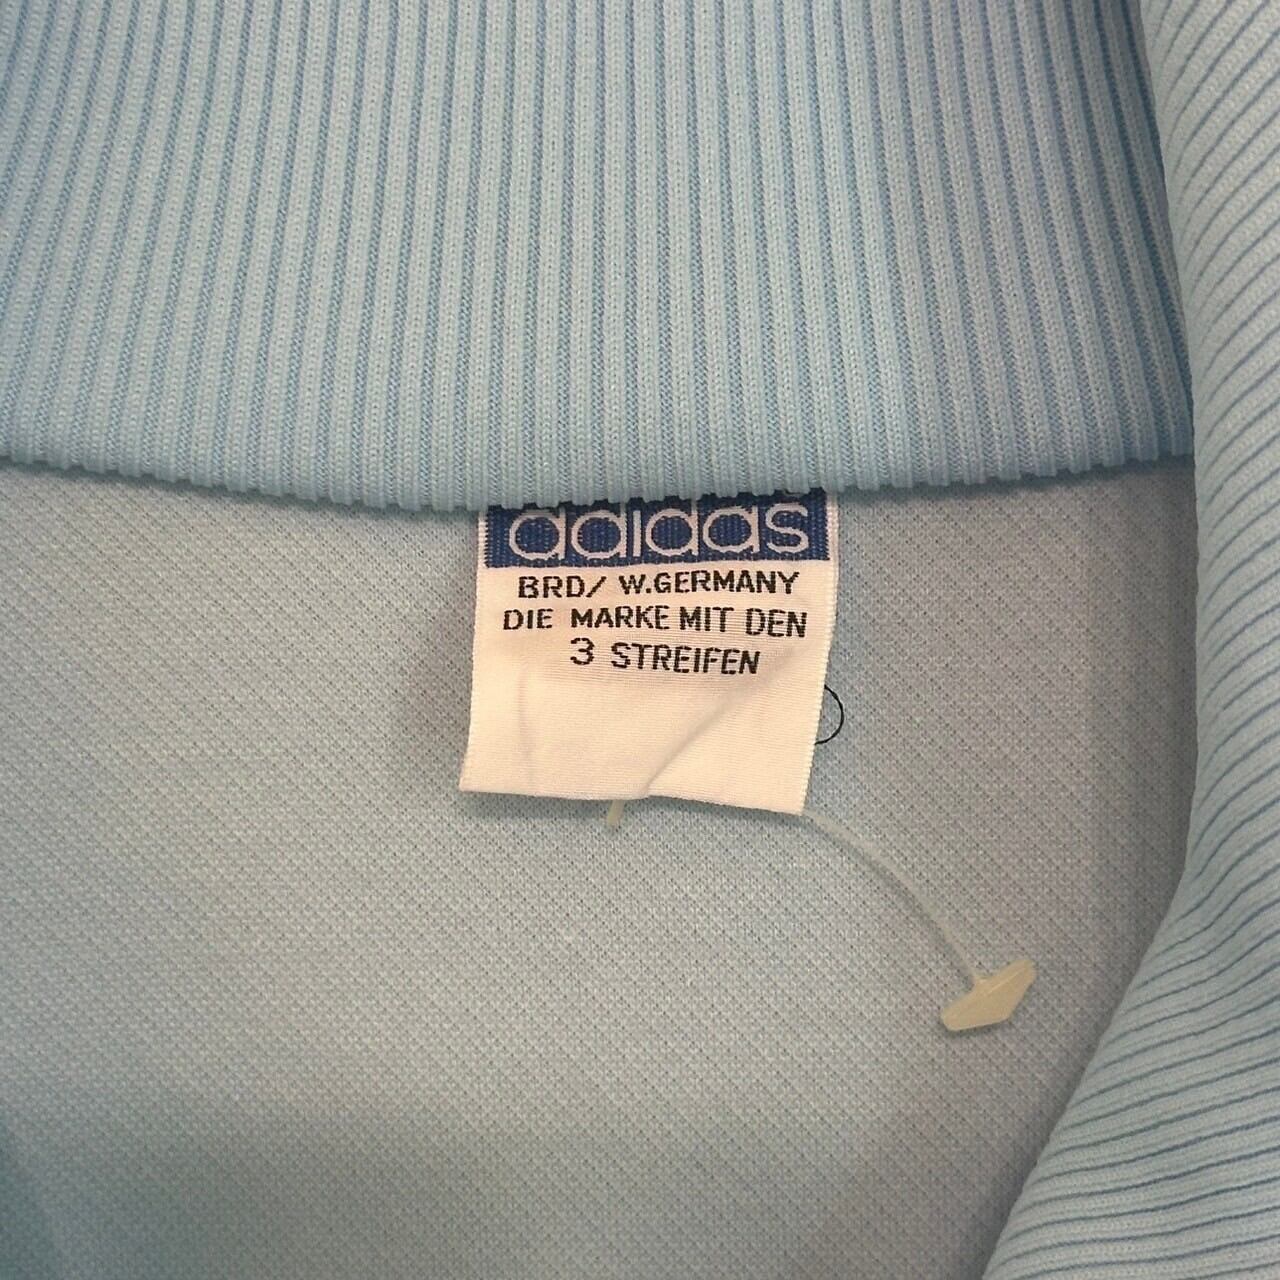 adidas
BRD/ W.GERMANY
DIE MARKE MIT DEN
3 STREIFEN